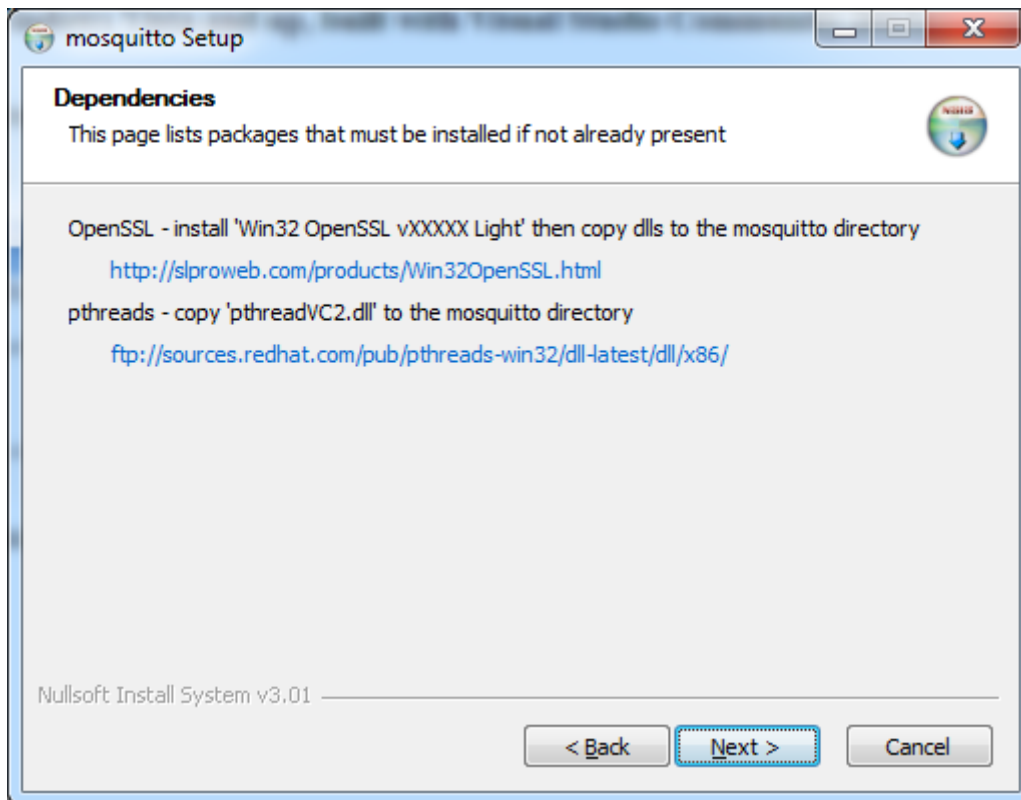 mosquitto Setup
Dependencies
This page lists packages that must be installed if not already present
OpenSSL - install 'Win32 OpenSSL vXXXXX Light' then copy dlls to the mosquitto directory
http://slproweb.com/products/Win32OpenSSL.html
pthreads - copy 'pthreadVC2.dll' to the mosquitto directory
ftp://sources.redhat.com/pub/pthreads-win32/dll-latest/dll/x86/
Nullsoft Install System v3.01
< Back Next > Cancel